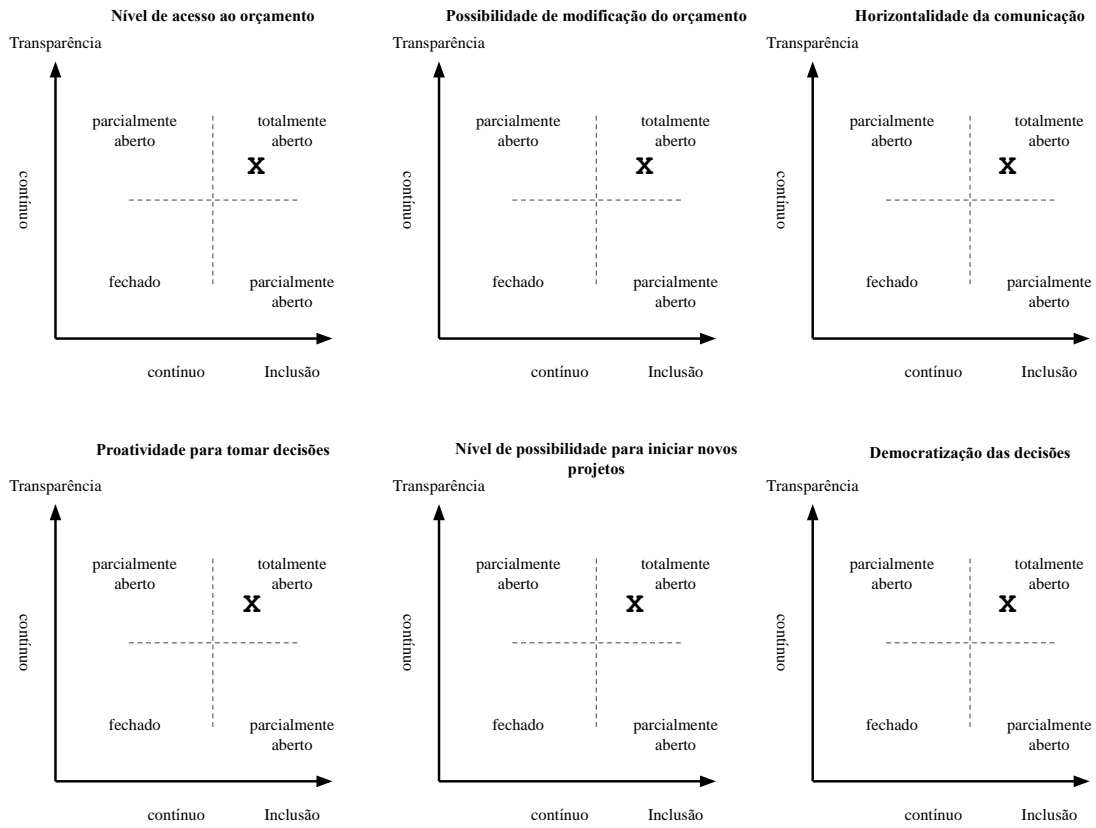 Nível de acesso ao orçamento
Transparência
parcialmente
aberto
totalmente
aberto
X
contínuo
fechado
parcialmente
aberto
contínuo
Inclusão
Possibilidade de modificação do orçamento
Transparência
parcialmente
aberto
totalmente
aberto
X
contínuo
fechado
parcialmente
aberto
contínuo
Inclusão
Horizontalidade da comunicação
Transparência
parcialmente
aberto
totalmente
aberto
X
contínuo
fechado
parcialmente
aberto
contínuo
Inclusão
Proatividade para tomar decisões
Transparência
parcialmente
aberto
totalmente
aberto
X
contínuo
fechado
parcialmente
aberto
contínuo
Inclusão
Nível de possibilidade para iniciar novos
projetos
Transparência
parcialmente
aberto
totalmente
aberto
X
contínuo
fechado
parcialmente
aberto
contínuo
Inclusão
Democratização das decisões
Transparência
parcialmente
aberto
totalmente
aberto
X
contínuo
fechado
parcialmente
aberto
contínuo
Inclusão